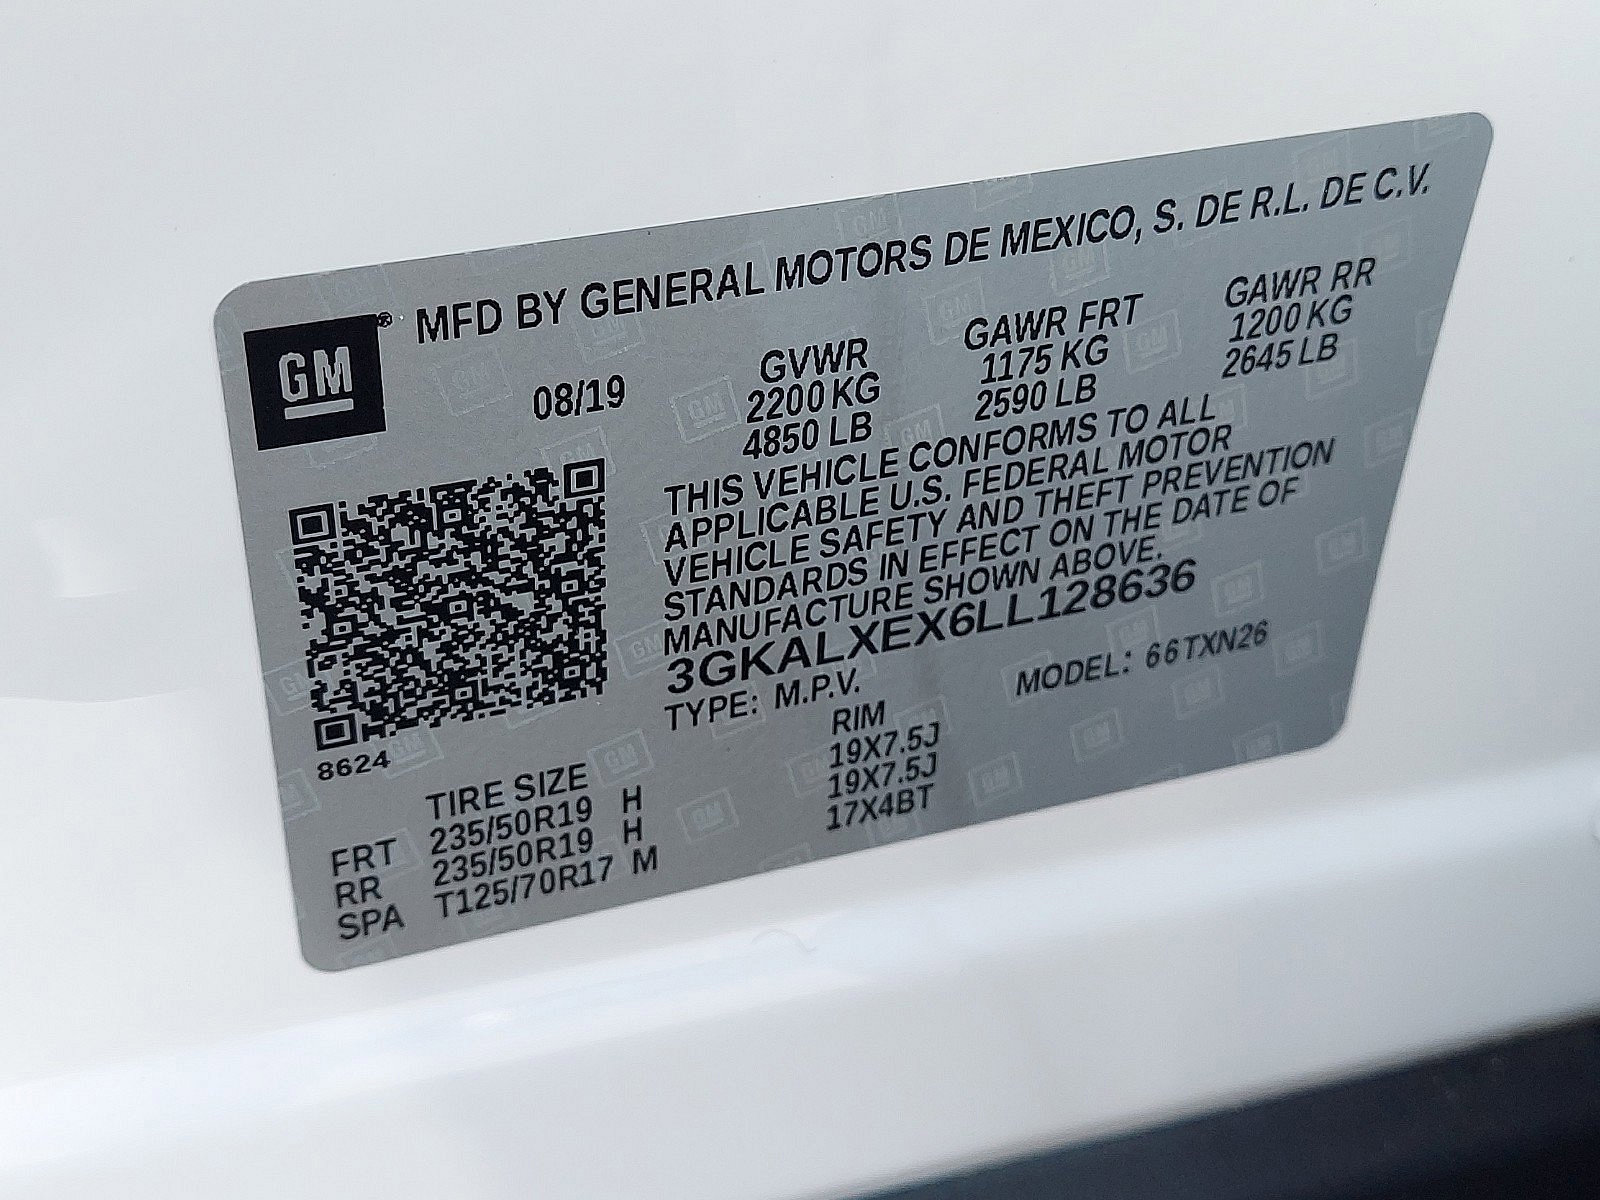 GM® MFD BY GENERAL MOTORS DE MEXICO, S. DE R.L. DE C.V.
08/19 GVWR GAWR FRT GAWR RR
2200 KG 1175 KG 1200 KG
4850 LB 2590 LB 2645 LB
THIS VEHICLE CONFORMS TO ALL
APPLICABLE U.S. FEDERAL MOTOR
VEHICLE SAFETY AND THEFT PREVENTION
STANDARDS IN EFFECT ON THE DATE OF
MANUFACTURE SHOWN ABOVE.
3GKALXEX6LL128636
TYPE: M.P.V. MODEL: 66TXN26
8624
TIRE SIZE RIM
FRT 235/50R19 H 19X7.5J
RR 235/50R19 H 19X7.5J
SPA T125/70R17 M 17X4BT